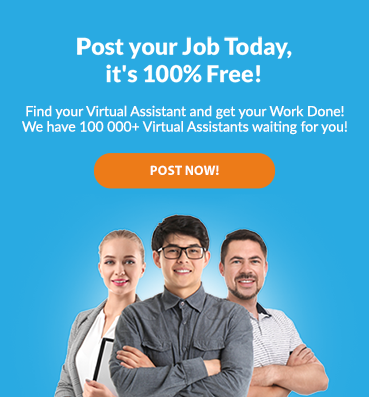 Post your Job Today,
it's 100% Free!
Find your Virtual Assistant and get your Work Done!
We have 100 000+ Virtual Assistants waiting for you!
POST NOW!